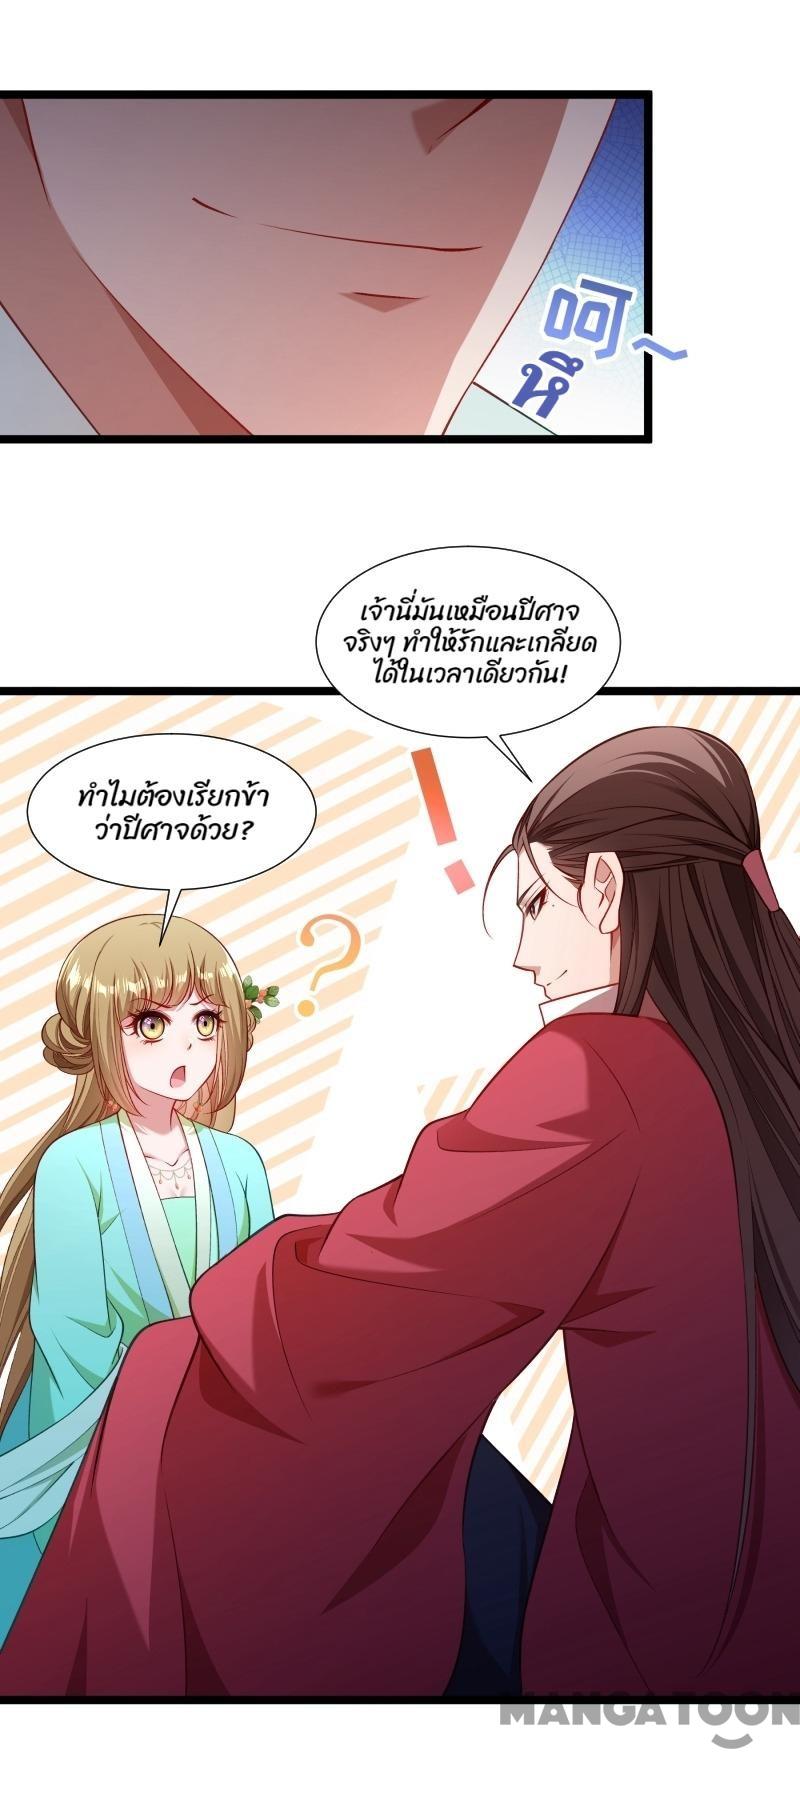 呵~
หึ
เจ้านี่มันเหมือนปีศาจ
จริงๆ ทำให้รักและเกลียด
ได้ในเวลาเดียวกัน!
ทำไมต้องเรียกข้า
ว่าปีศาจด้วย?
!
?
MANGATOON